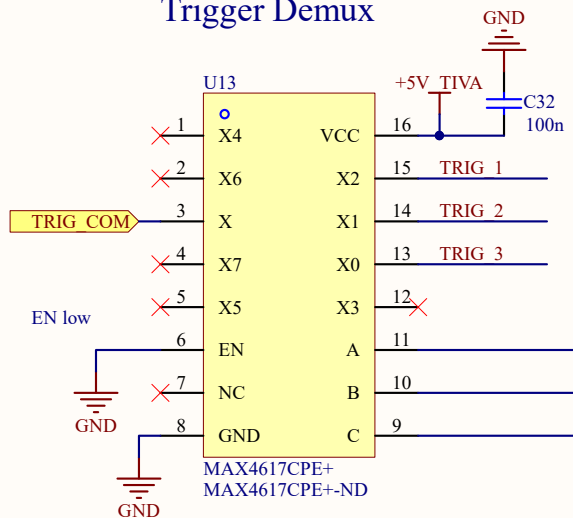 Trigger Demux
GND
U13
+5V_TIVA
C32
100n
1 X4 VCC 16
2 X6 X2 15 TRIG_1
TRIG_COM 3 X X1 14 TRIG_2
4 X7 X0 13 TRIG_3
5 X5 X3 12
EN low
6 EN A 11
7 NC B 10
GND
8 GND C 9
MAX4617CPE+
MAX4617CPE+-ND
GND